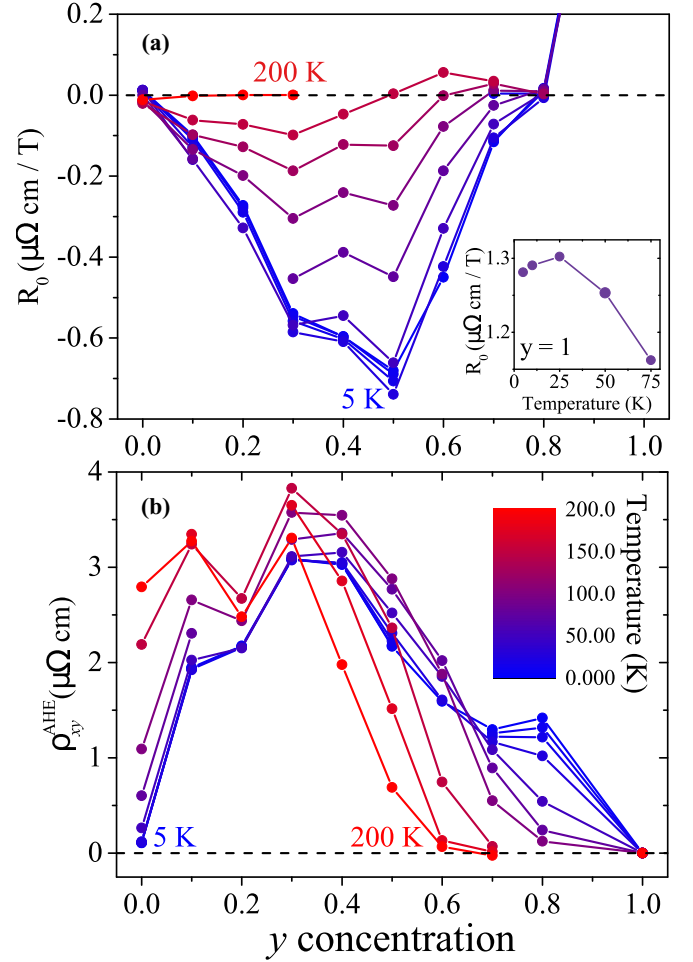 0.2
(a)
200 K
0.0
-0.2
-0.4
-0.6
-0.8
R0 (μΩ cm / T)
5 K
1.3
1.2
R0 (μΩ cm / T)
y = 1
0 25 50 75
Temperature (K)
0.0 0.2 0.4 0.6 0.8 1.0
4
(b)
3
2
1
0
ρxyAHE(μΩ cm)
5 K
200 K
200.0
150.0
100.0
50.00
0.000
Temperature (K)
0.0 0.2 0.4 0.6 0.8 1.0
y concentration